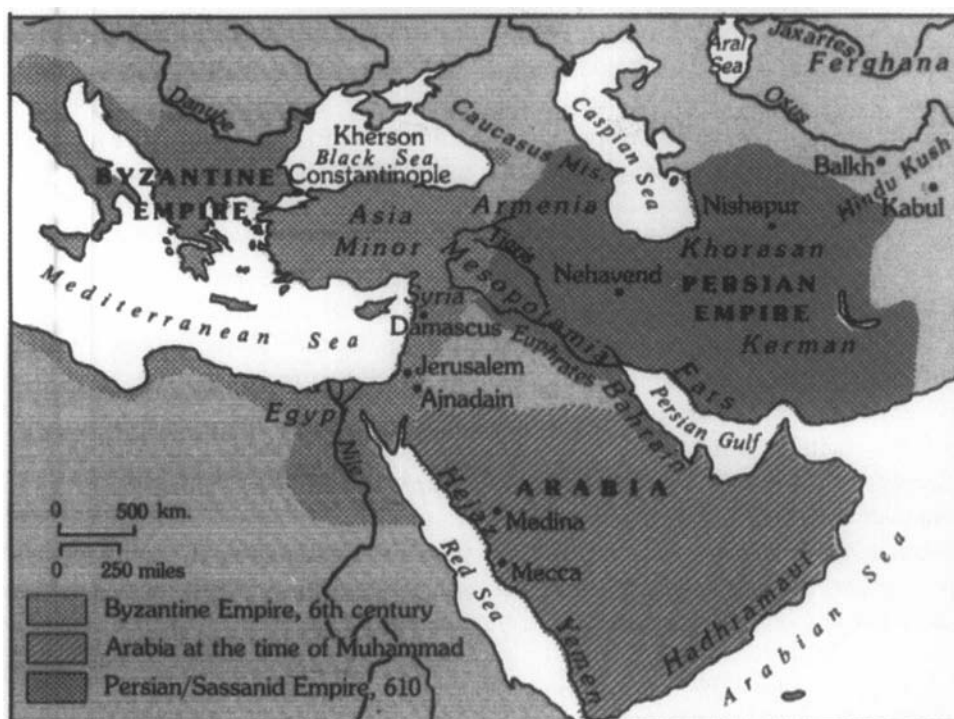 Aral
Sea
Jaxartes
Ferghana
Danube
Caucasus Mts.
Caspian Sea
Oxus
Kherson
Black Sea
Constantinople
BYZANTINE
EMPIRE
Balkh
Hindu Kush
Kabul
Asia
Minor
Armenia
Nishapur
Khorasan
Tigris
Mesopotamia
Nehavend
PERSIAN
EMPIRE
Mediterranean Sea
Syria
Damascus
Euphrates
Kerman
Jerusalem
Ajnadain
Bahrain
Fars
Persian Gulf
Egypt
Nile
Hejaz
ARABIA
0 500 km.
Medina
Red Sea
Mecca
0 250 miles
Yemen
Hadhramaut
Arabian Sea
Byzantine Empire, 6th century
Arabia at the time of Muhammad
Persian/Sassanid Empire, 610